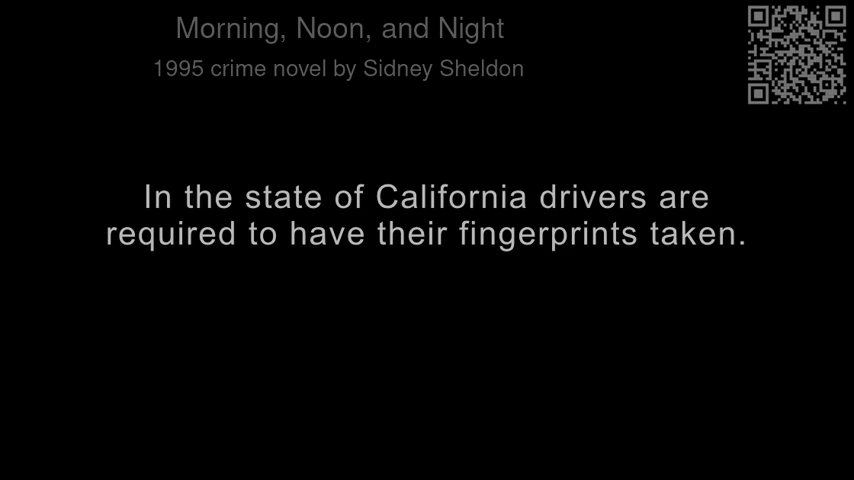 Morning, Noon, and Night
1995 crime novel by Sidney Sheldon
In the state of California drivers are
required to have their fingerprints taken.